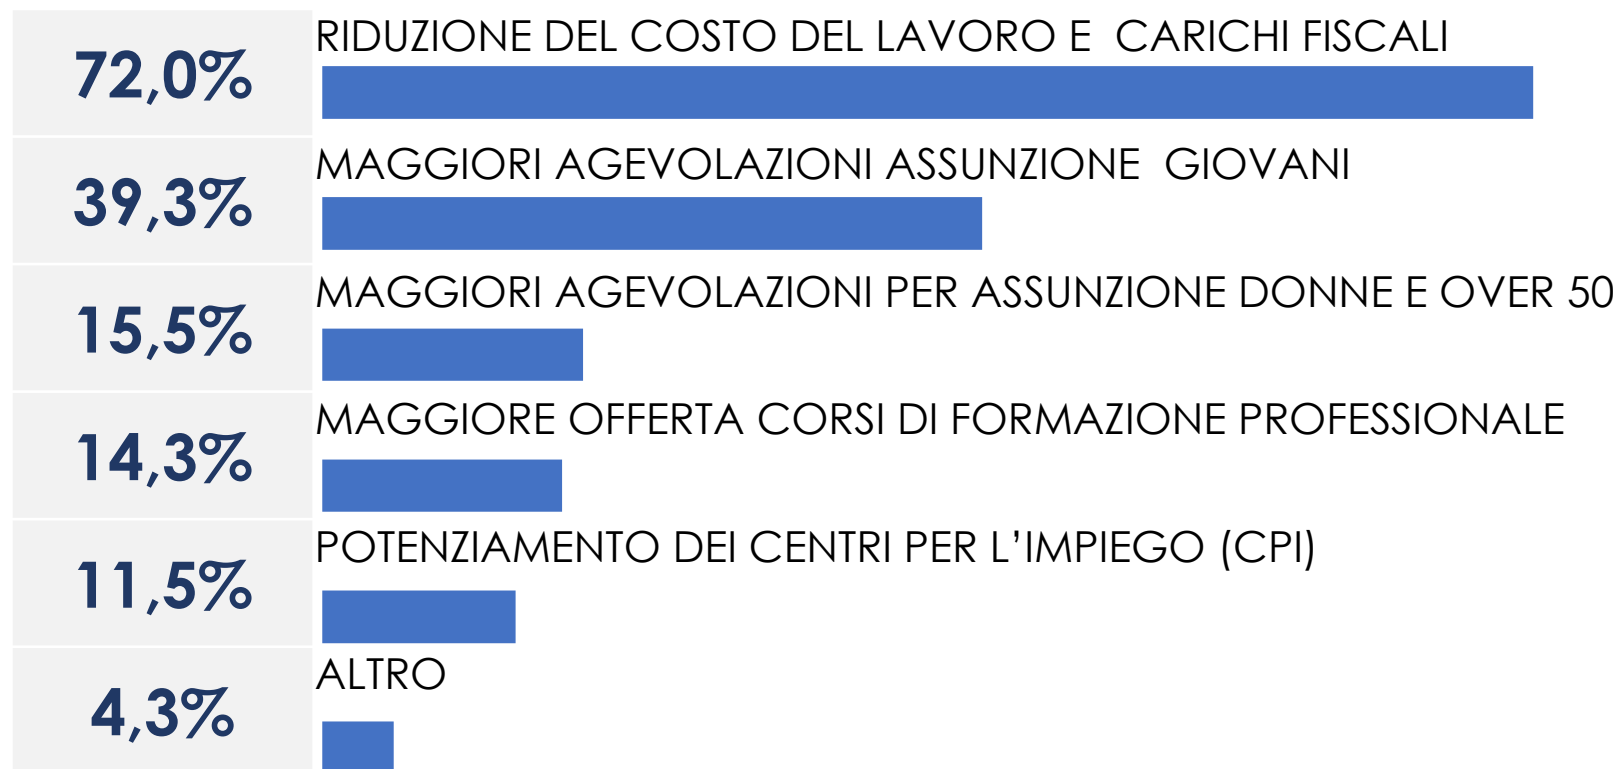 72,0%
RIDUZIONE DEL COSTO DEL LAVORO E CARICHI FISCALI
39,3%
MAGGIORI AGEVOLAZIONI ASSUNZIONE GIOVANI
15,5%
MAGGIORI AGEVOLAZIONI PER ASSUNZIONE DONNE E OVER 50
14,3%
MAGGIORE OFFERTA CORSI DI FORMAZIONE PROFESSIONALE
11,5%
POTENZIAMENTO DEI CENTRI PER L’IMPIEGO (CPI)
4,3%
ALTRO